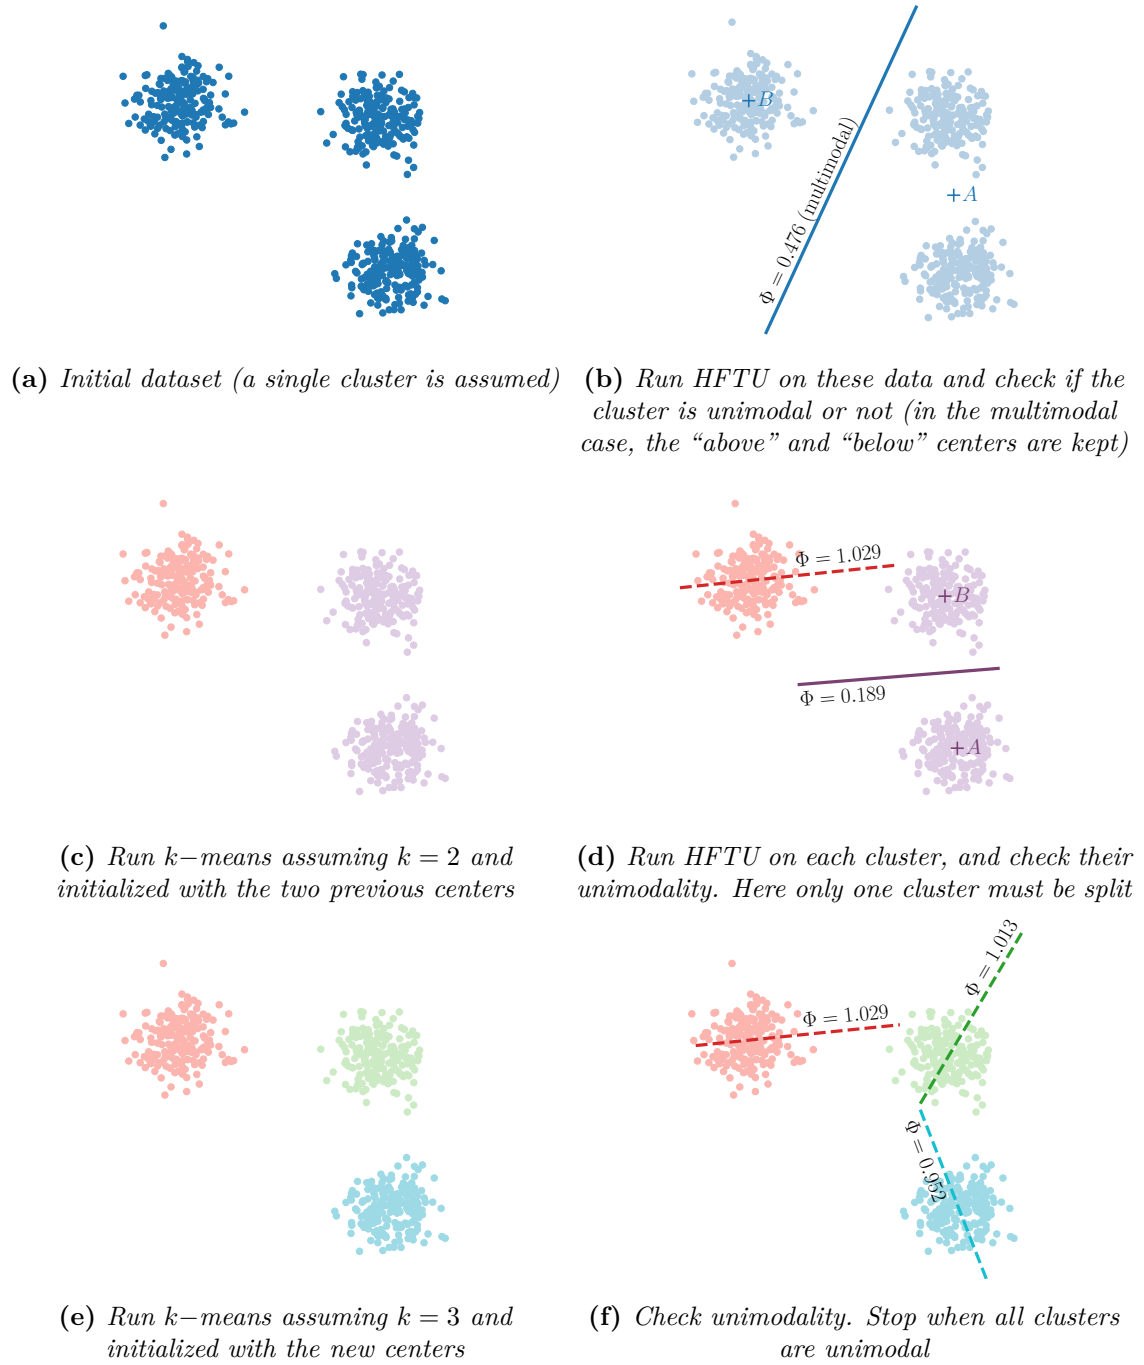 +B
Φ = 0.476 (multimodal)
+A
(a) Initial dataset (a single cluster is assumed)
(b) Run HFTU on these data and check if the
cluster is unimodal or not (in the multimodal
case, the “above” and “below” centers are kept)
Φ = 1.029
+B
Φ = 0.189
+A
(c) Run k−means assuming k = 2 and
initialized with the two previous centers
(d) Run HFTU on each cluster, and check their
unimodality. Here only one cluster must be split
Φ = 1.013
Φ = 1.029
Φ = 0.952
(e) Run k−means assuming k = 3 and
initialized with the new centers
(f) Check unimodality. Stop when all clusters
are unimodal